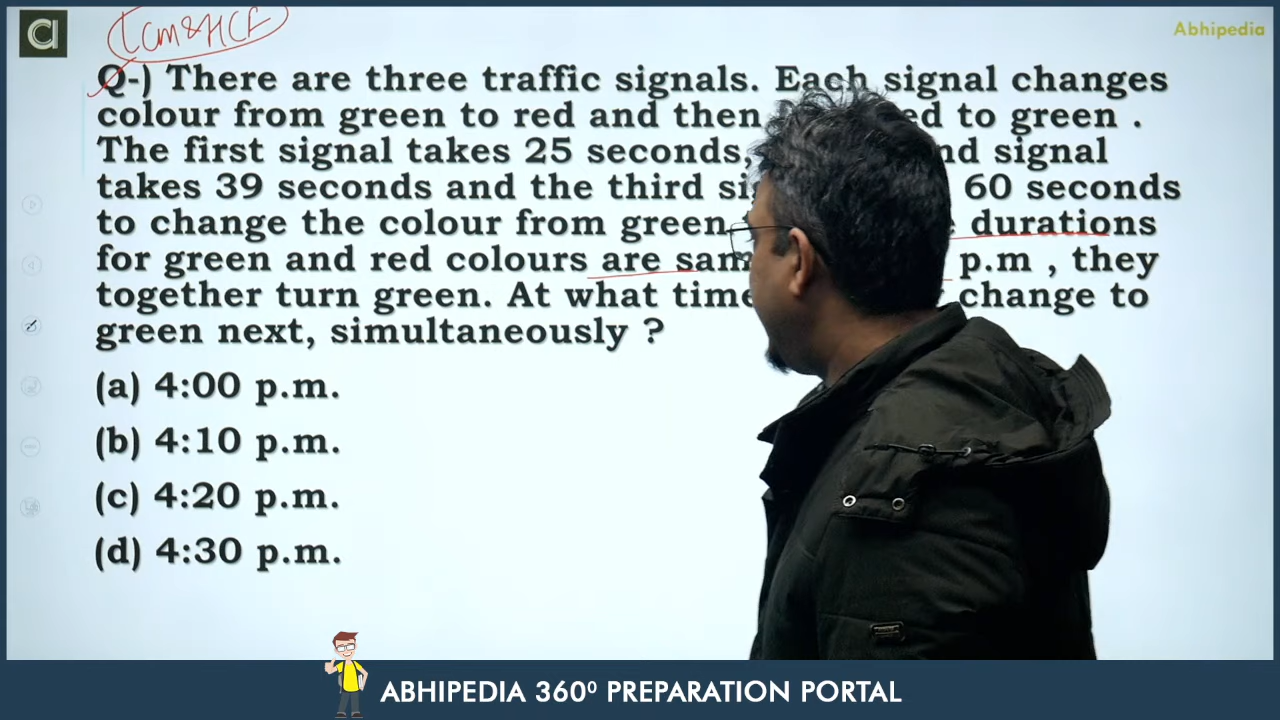 Lcm & HCF
Abhipedia
Q-) There are three traffic signals. Each signal changes
colour from green to red and then ed to green .
The first signal takes 25 seconds, nd signal
takes 39 seconds and the third 60 seconds
to change the colour from green durations
for green and red colours are p.m , they
together turn green. At what time change to
green next, simultaneously ?
(a) 4:00 p.m.
(b) 4:10 p.m.
(c) 4:20 p.m.
(d) 4:30 p.m.
ABHIPEDIA 360⁰ PREPARATION PORTAL